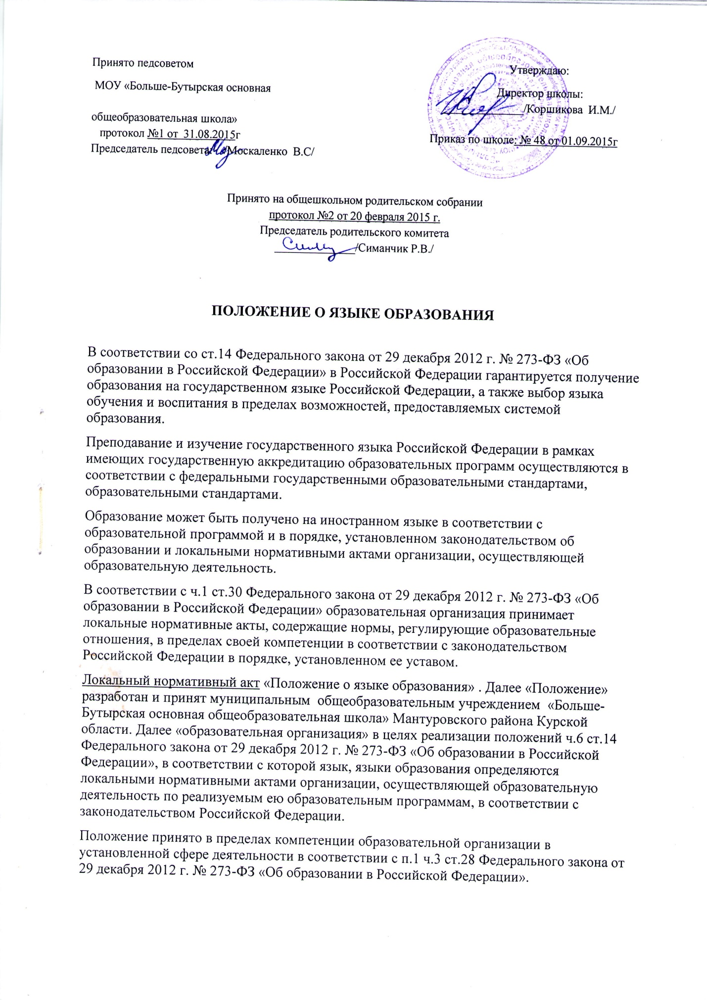 Принято педсоветом
МОУ «Больше-Бутырская основная
общеобразовательная школа»
протокол №1 от 31.08.2015г
Председатель педсовета: /Москаленко В.С/
Утверждаю:
Директор школы:
/Коршикова И.М./
Приказ по школе: № 48 от 01.09.2015г
Принято на общешкольном родительском собрании
протокол №2 от 20 февраля 2015 г.
Председатель родительского комитета
/Симанчик Р.В./
ПОЛОЖЕНИЕ О ЯЗЫКЕ ОБРАЗОВАНИЯ
В соответствии со ст.14 Федерального закона от 29 декабря 2012 г. № 273-ФЗ «Об
образовании в Российской Федерации» в Российской Федерации гарантируется получение
образования на государственном языке Российской Федерации, а также выбор языка
обучения и воспитания в пределах возможностей, предоставляемых системой
образования.
Преподавание и изучение государственного языка Российской Федерации в рамках
имеющих государственную аккредитацию образовательных программ осуществляются в
соответствии с федеральными государственными образовательными стандартами,
образовательными стандартами.
Образование может быть получено на иностранном языке в соответствии с
образовательной программой и в порядке, установленном законодательством об
образовании и локальными нормативными актами организации, осуществляющей
образовательную деятельность.
В соответствии с ч.1 ст.30 Федерального закона от 29 декабря 2012 г. № 273-ФЗ «Об
образовании в Российской Федерации» образовательная организация принимает
локальные нормативные акты, содержащие нормы, регулирующие образовательные
отношения, в пределах своей компетенции в соответствии с законодательством
Российской Федерации в порядке, установленном ее уставом.
Локальный нормативный акт «Положение о языке образования» . Далее «Положение»
разработан и принят муниципальным общеобразовательным учреждением «Больше-
Бутырская основная общеобразовательная школа» Мантуровского района Курской
области. Далее «образовательная организация» в целях реализации положений ч.6 ст.14
Федерального закона от 29 декабря 2012 г. № 273-ФЗ «Об образовании в Российской
Федерации», в соответствии с которой язык, языки образования определяются
локальными нормативными актами организации, осуществляющей образовательную
деятельность по реализуемым ею образовательным программам, в соответствии с
законодательством Российской Федерации.
Положение принято в пределах компетенции образовательной организации в
установленной сфере деятельности в соответствии с п.1 ч.3 ст.28 Федерального закона от
29 декабря 2012 г. № 273-ФЗ «Об образовании в Российской Федерации».